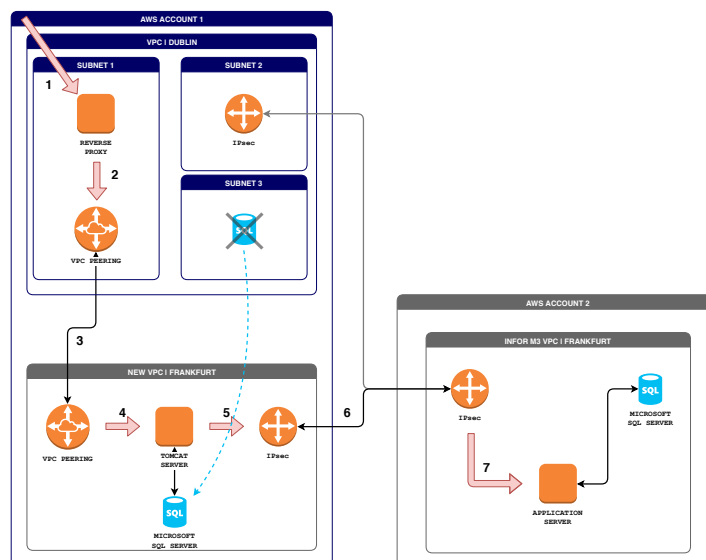 AWS ACCOUNT 1
VPC | DUBLIN
SUBNET 1
SUBNET 2
1
REVERSE
PROXY
IPsec
2
SUBNET 3
SQL
VPC PEERING
3
AWS ACCOUNT 2
INFOR M3 VPC | FRANKFURT
NEW VPC | FRANKFURT
SQL
IPsec
MICROSOFT
SQL SERVER
4
5
6
VPC PEERING
TOMCAT
SERVER
IPsec
7
SQL
MICROSOFT
SQL SERVER
APPLICATION
SERVER